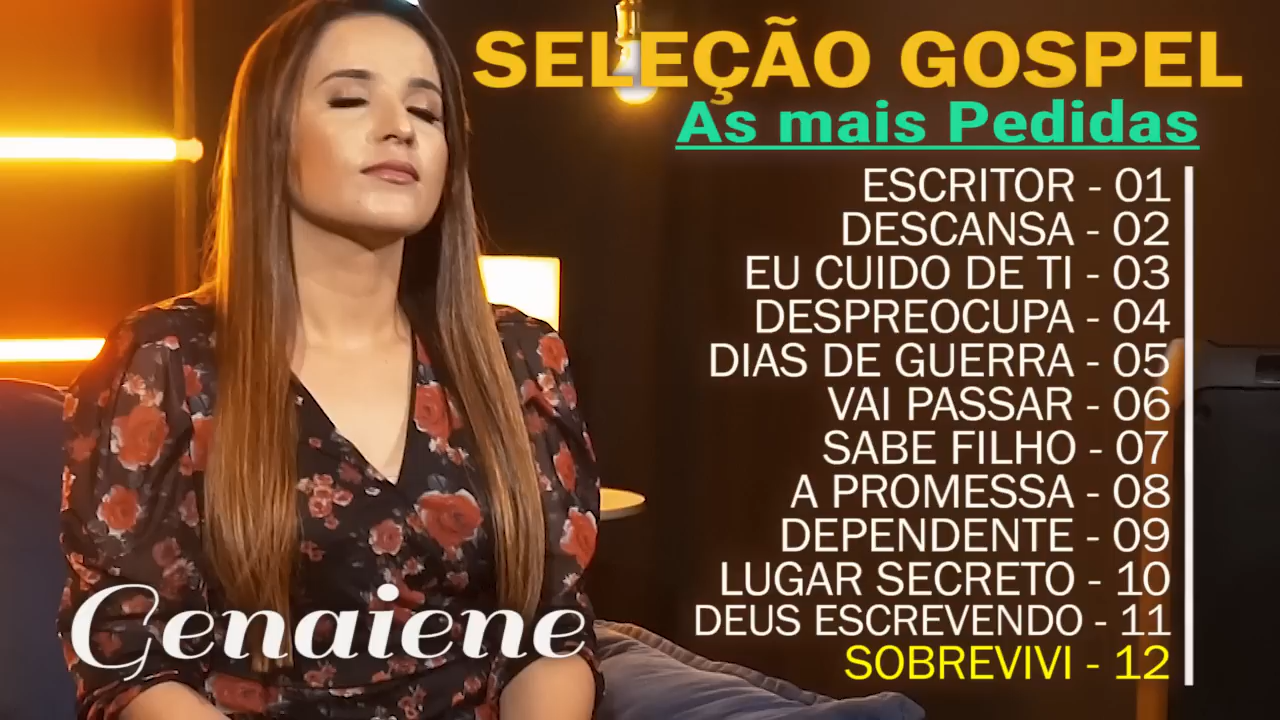 SELEÇÃO GOSPEL
As mais Pedidas
ESCRITOR - 01
DESCANSA - 02
EU CUIDO DE TI - 03
DESPREOCUPA - 04
DIAS DE GUERRA - 05
VAI PASSAR - 06
SABE FILHO - 07
A PROMESSA - 08
DEPENDENTE - 09
LUGAR SECRETO - 10
DEUS ESCREVENDO - 11
SOBREVIVI - 12
Genaiene